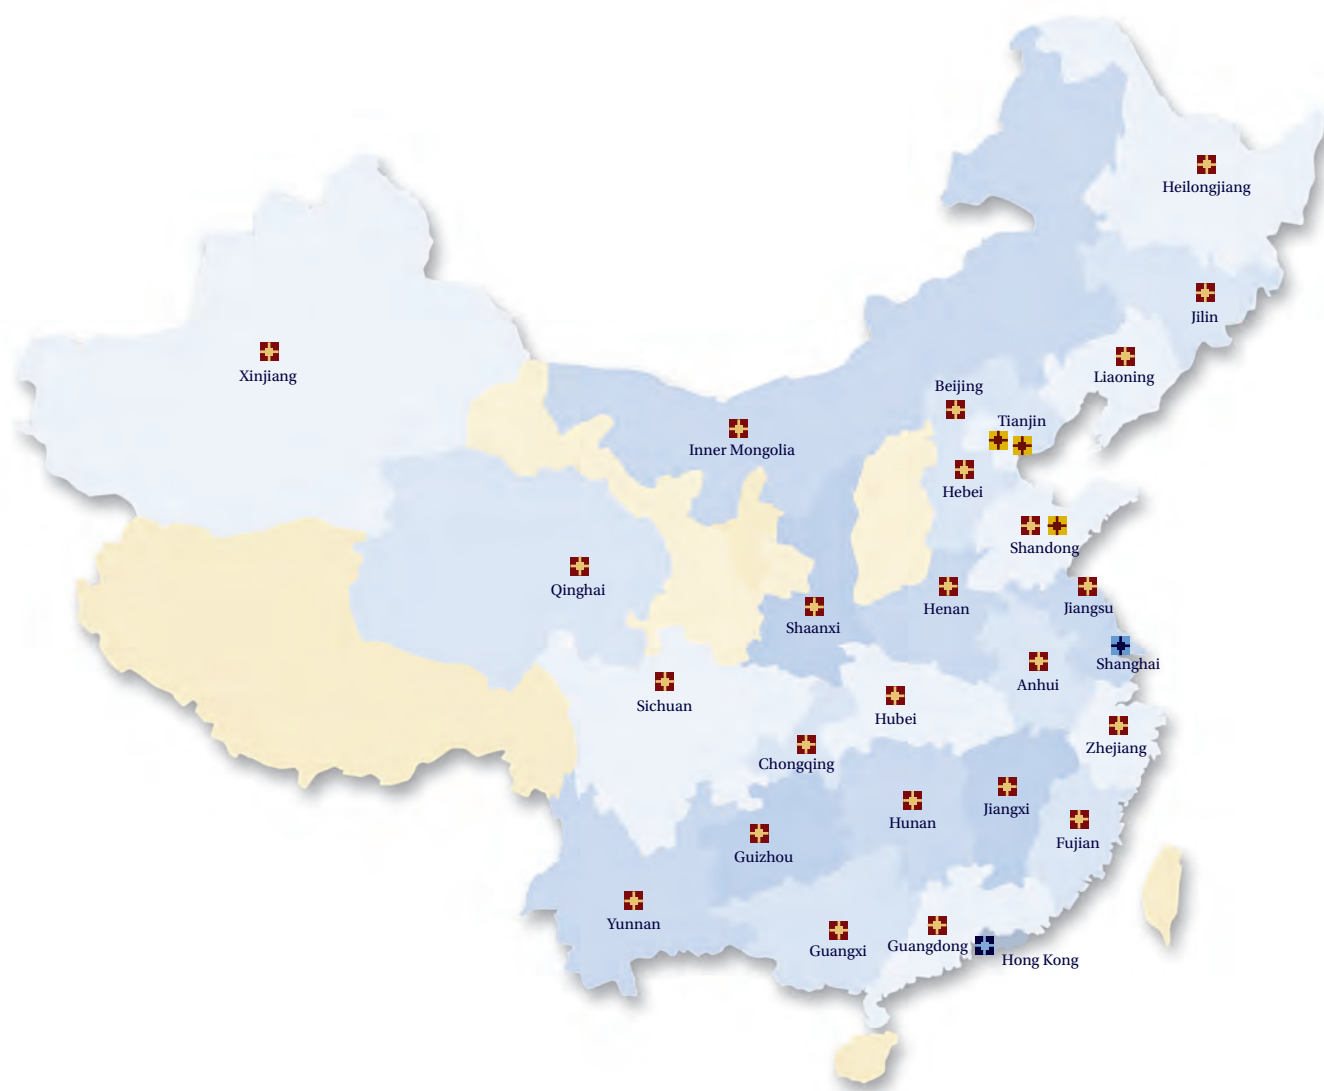 Heilongjiang
Jilin
Xinjiang
Liaoning
Beijing
Tianjin
Inner Mongolia
Hebei
Shandong
Qinghai
Henan
Jiangsu
Shaanxi
Shanghai
Anhui
Sichuan
Hubei
Zhejiang
Chongqing
Jiangxi
Hunan
Fujian
Guizhou
Yunnan
Guangxi
Guangdong
Hong Kong